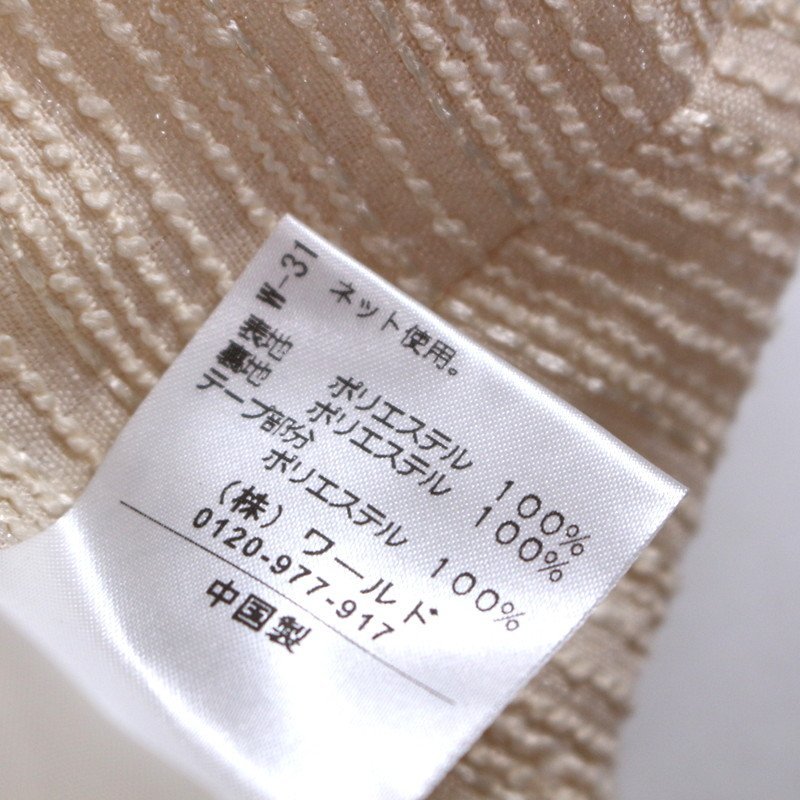 ネット使用。
W-31
表地 ポリエステル 100%
裏地 ポリエステル 100%
テープ部分
ポリエステル 100%
(株)ワールド
0120-977-917
中国製